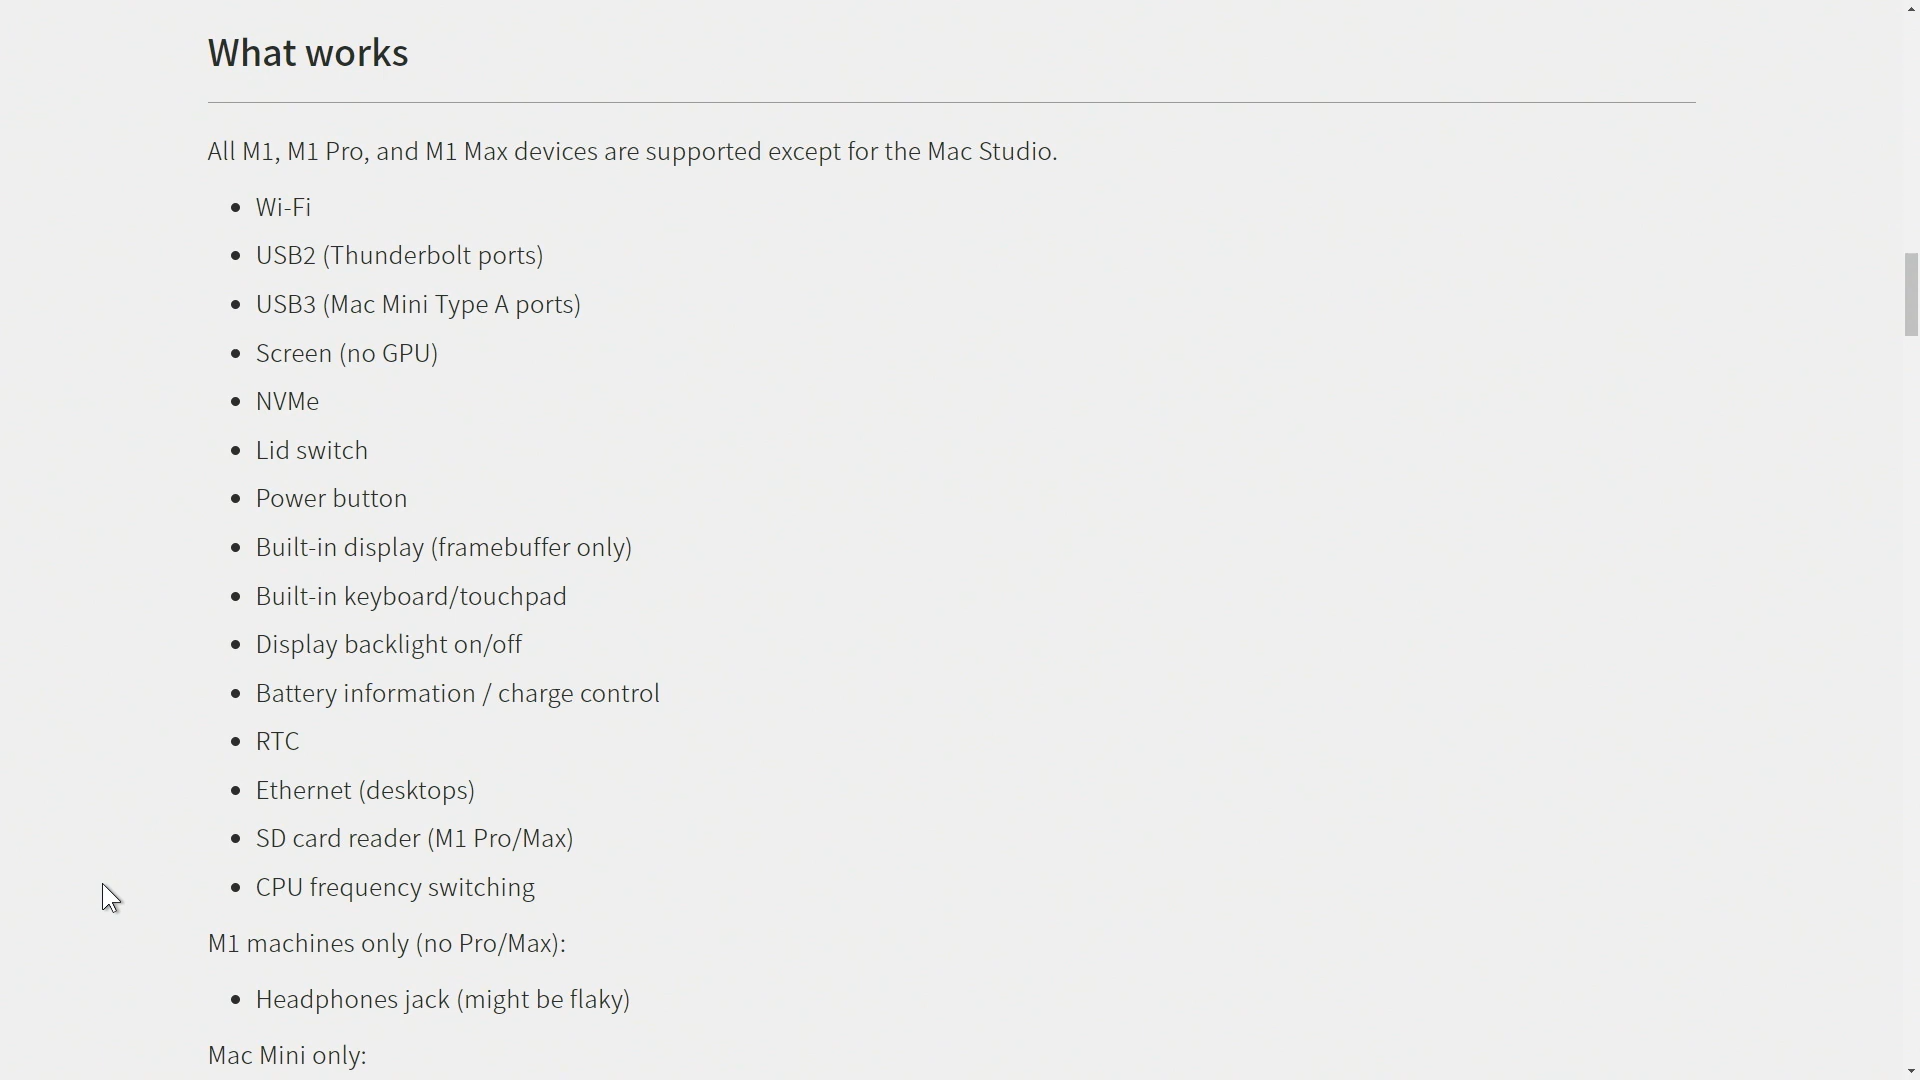 What works
All M1, M1 Pro, and M1 Max devices are supported except for the Mac Studio.
Wi-Fi
USB2 (Thunderbolt ports)
USB3 (Mac Mini Type A ports)
Screen (no GPU)
NVMe
Lid switch
Power button
Built-in display (framebuffer only)
Built-in keyboard/touchpad
Display backlight on/off
Battery information / charge control
RTC
Ethernet (desktops)
SD card reader (M1 Pro/Max)
CPU frequency switching
M1 machines only (no Pro/Max):
Headphones jack (might be flaky)
Mac Mini only: